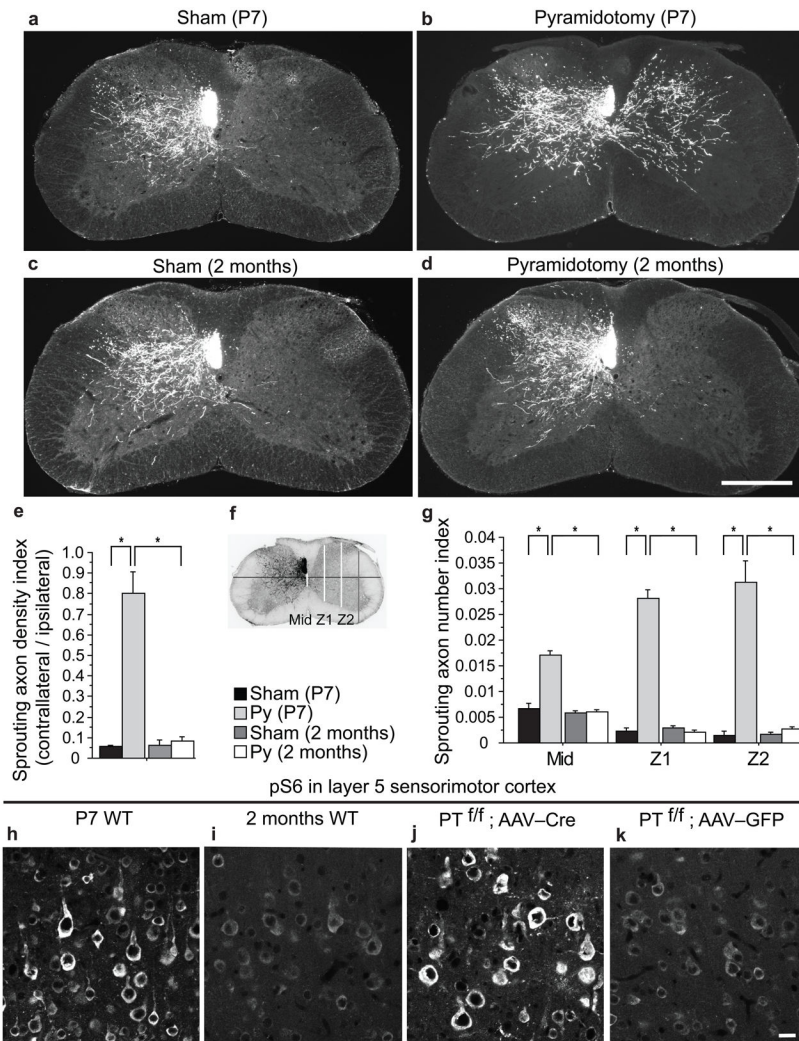 a
Sham (P7)
b
Pyramidotomy (P7)
c
Sham (2 months)
d
Pyramidotomy (2 months)
e
Sprouting axon density index
(contrallateral / ipsilateral)
1.0
0.9
0.8
0.7
0.6
0.5
0.4
0.3
0.2
0.1
0
* *
f
Mid Z1 Z2
Sham (P7)
Py (P7)
Sham (2 months)
Py (2 months)
g
Sprouting axon number index
0.04
0.035
0.03
0.025
0.02
0.015
0.01
0.005
0
* * * * * *
Mid Z1 Z2
pS6 in layer 5 sensorimotor cortex
h
P7 WT
i
2 months WT
j
PT f/f ; AAV–Cre
k
PT f/f ; AAV–GFP